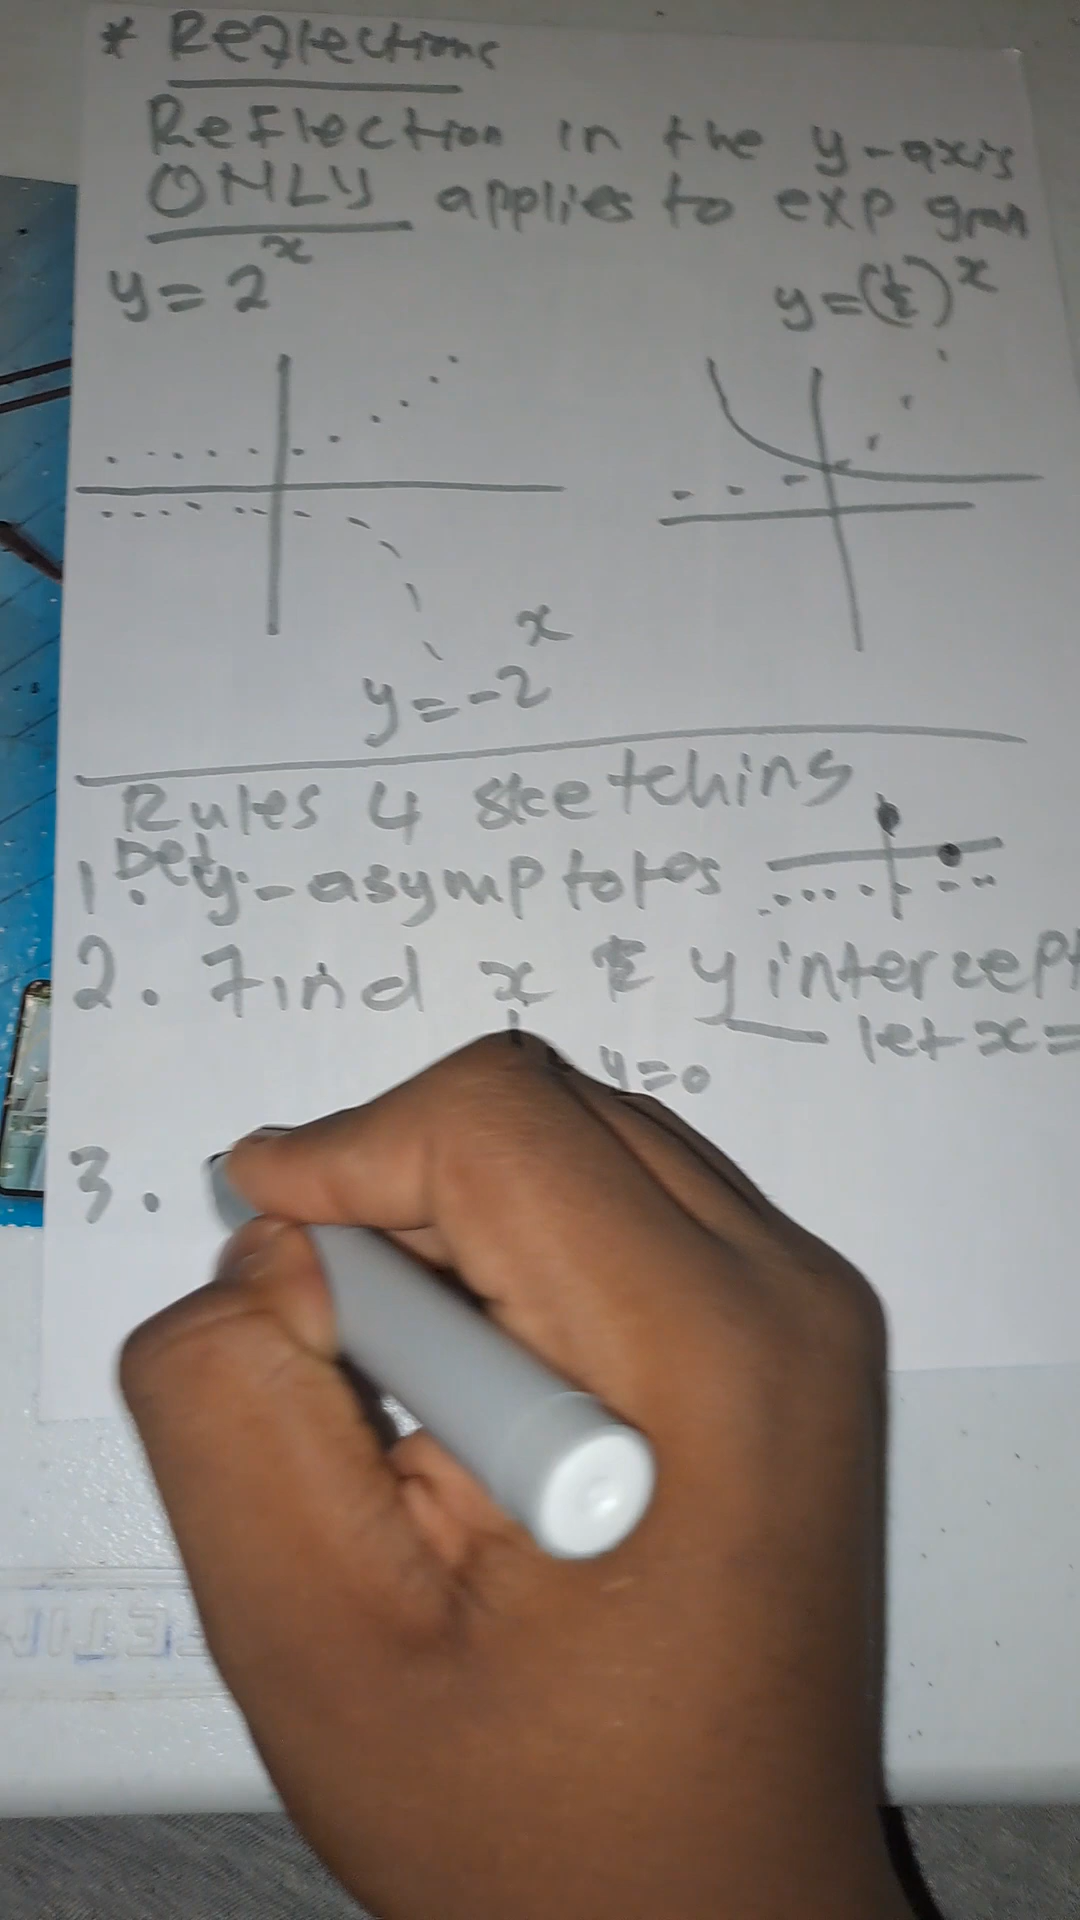 * Reflections
Reflection in the y-axis
ONLY applies to exp grap
y = 2^x
y = (1/2)^x
y = -2^x
Rules 4 sketching
1. Det y-asymptotes
2. Find x & y intercept
let x =
y = 0
3.